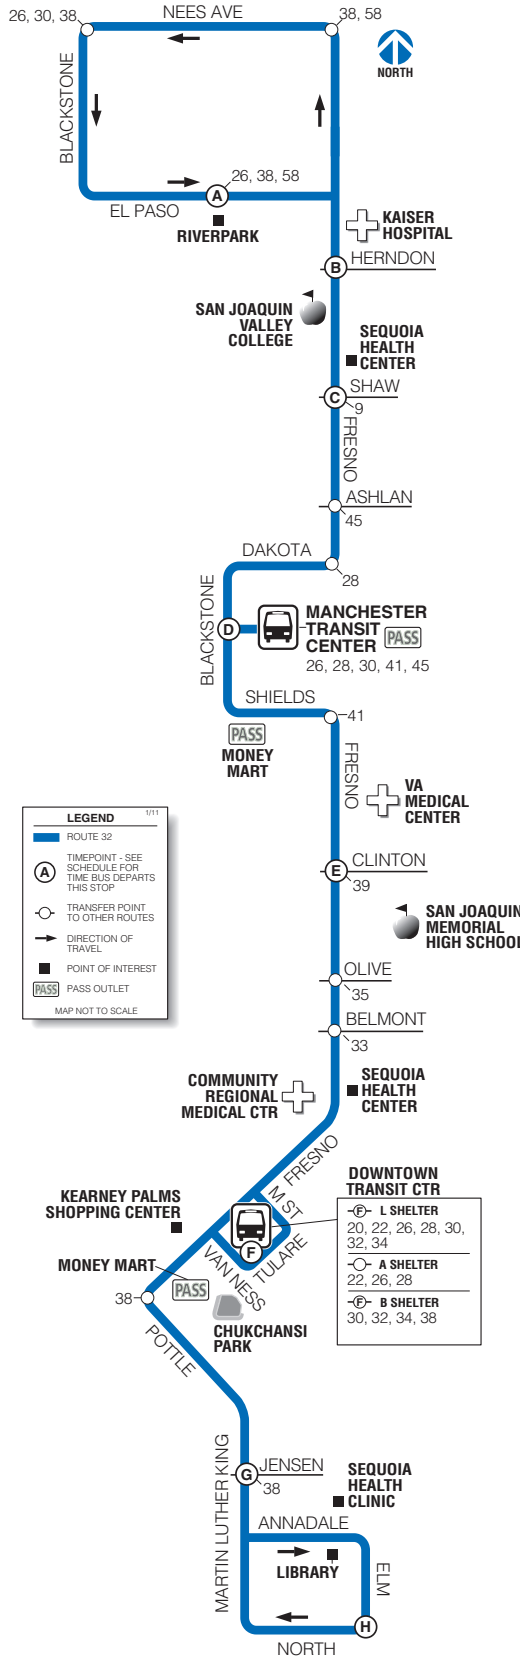 26, 30, 38
NEES AVE
38, 58
NORTH
BLACKSTONE
26, 38, 58
A
EL PASO
RIVERPARK
KAISER
HOSPITAL
B
HERNDON
SAN JOAQUIN
VALLEY
COLLEGE
SEQUOIA
HEALTH
CENTER
C
SHAW
9
FRESNO
ASHLAN
45
DAKOTA
28
BLACKSTONE
D
MANCHESTER
TRANSIT
CENTER
PASS
26, 28, 30, 41, 45
SHIELDS
41
PASS
MONEY
MART
FRESNO
VA
MEDICAL
CENTER
1/11
LEGEND
ROUTE 32
A
TIMEPOINT - SEE
SCHEDULE FOR
TIME BUS DEPARTS
THIS STOP
TRANSFER POINT
TO OTHER ROUTES
DIRECTION OF
TRAVEL
POINT OF INTEREST
PASS
PASS OUTLET
MAP NOT TO SCALE
E
CLINTON
39
SAN JOAQUIN
MEMORIAL
HIGH SCHOOL
OLIVE
35
BELMONT
33
COMMUNITY
REGIONAL
MEDICAL CTR
SEQUOIA
HEALTH
CENTER
FRESNO
M ST
KEARNEY PALMS
SHOPPING CENTER
F
VAN NESS
TULARE
DOWNTOWN
TRANSIT CTR
F
L SHELTER
20, 22, 26, 28, 30,
32, 34
A SHELTER
22, 26, 28
F
B SHELTER
30, 32, 34, 38
MONEY MART
PASS
38
CHUKCHANSI
PARK
POTTLE
MARTIN LUTHER KING
G
JENSEN
38
SEQUOIA
HEALTH
CLINIC
ANNADALE
LIBRARY
ELM
H
NORTH